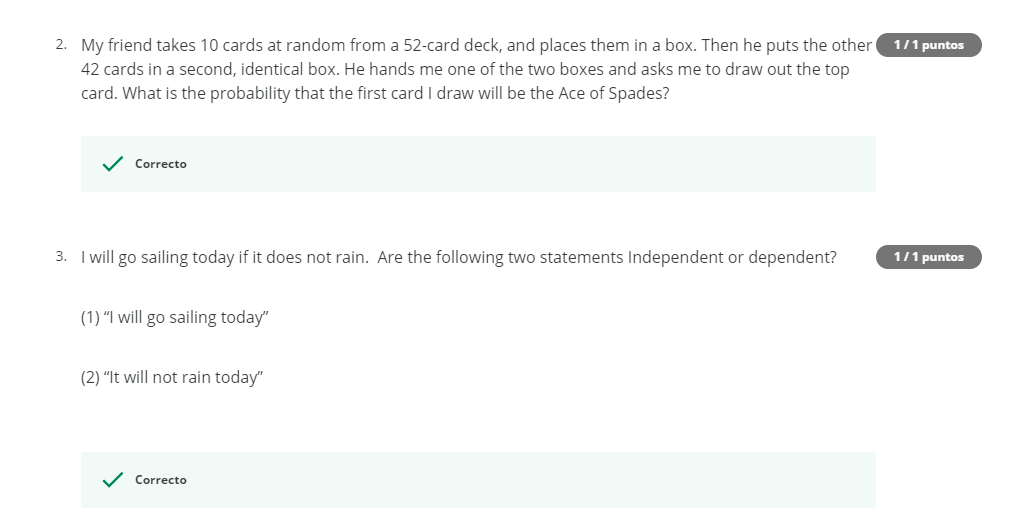 2. My friend takes 10 cards at random from a 52-card deck, and places them in a box. Then he puts the other 1 / 1 puntos
42 cards in a second, identical box. He hands me one of the two boxes and asks me to draw out the top
card. What is the probability that the first card I draw will be the Ace of Spades?
Correcto
3. I will go sailing today if it does not rain. Are the following two statements Independent or dependent? 1 / 1 puntos
(1) “I will go sailing today”
(2) “It will not rain today”
Correcto